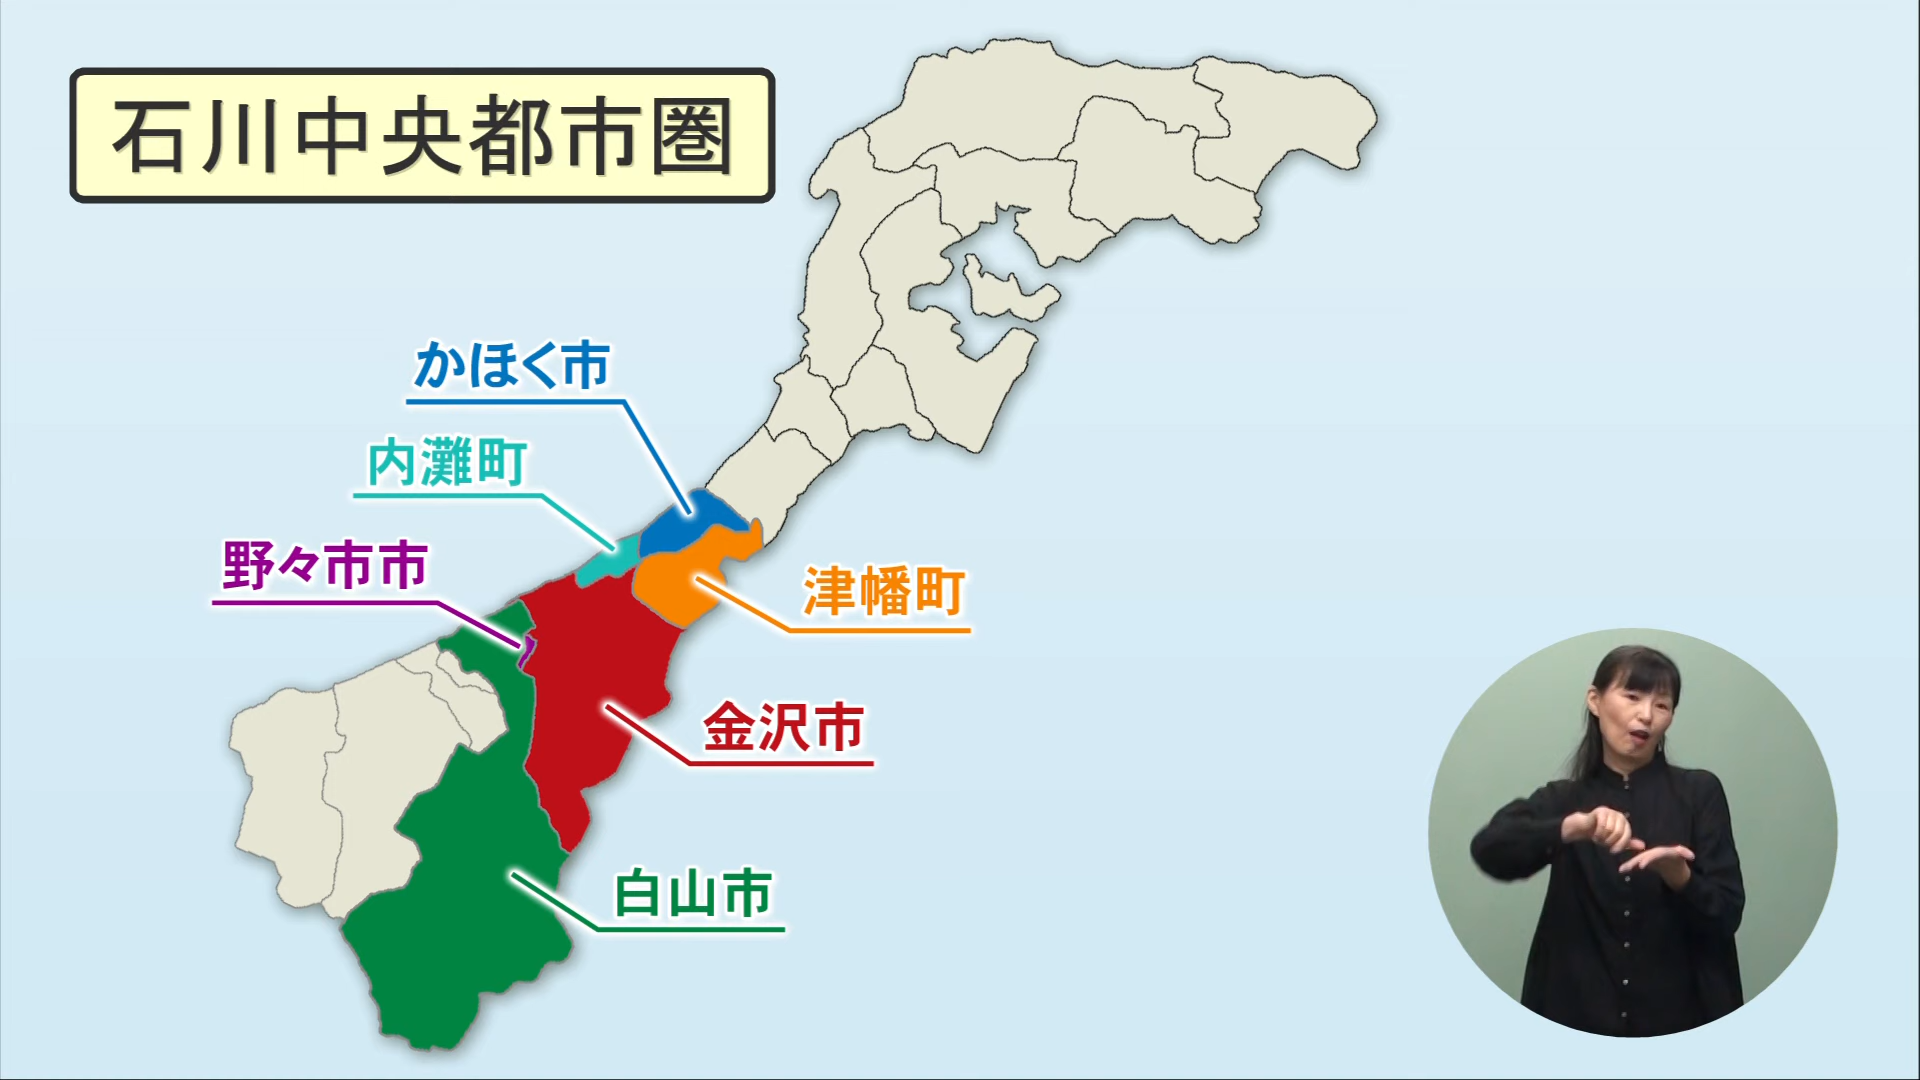 石川中央都市圏
かほく市
内灘町
野々市市
津幡町
金沢市
白山市